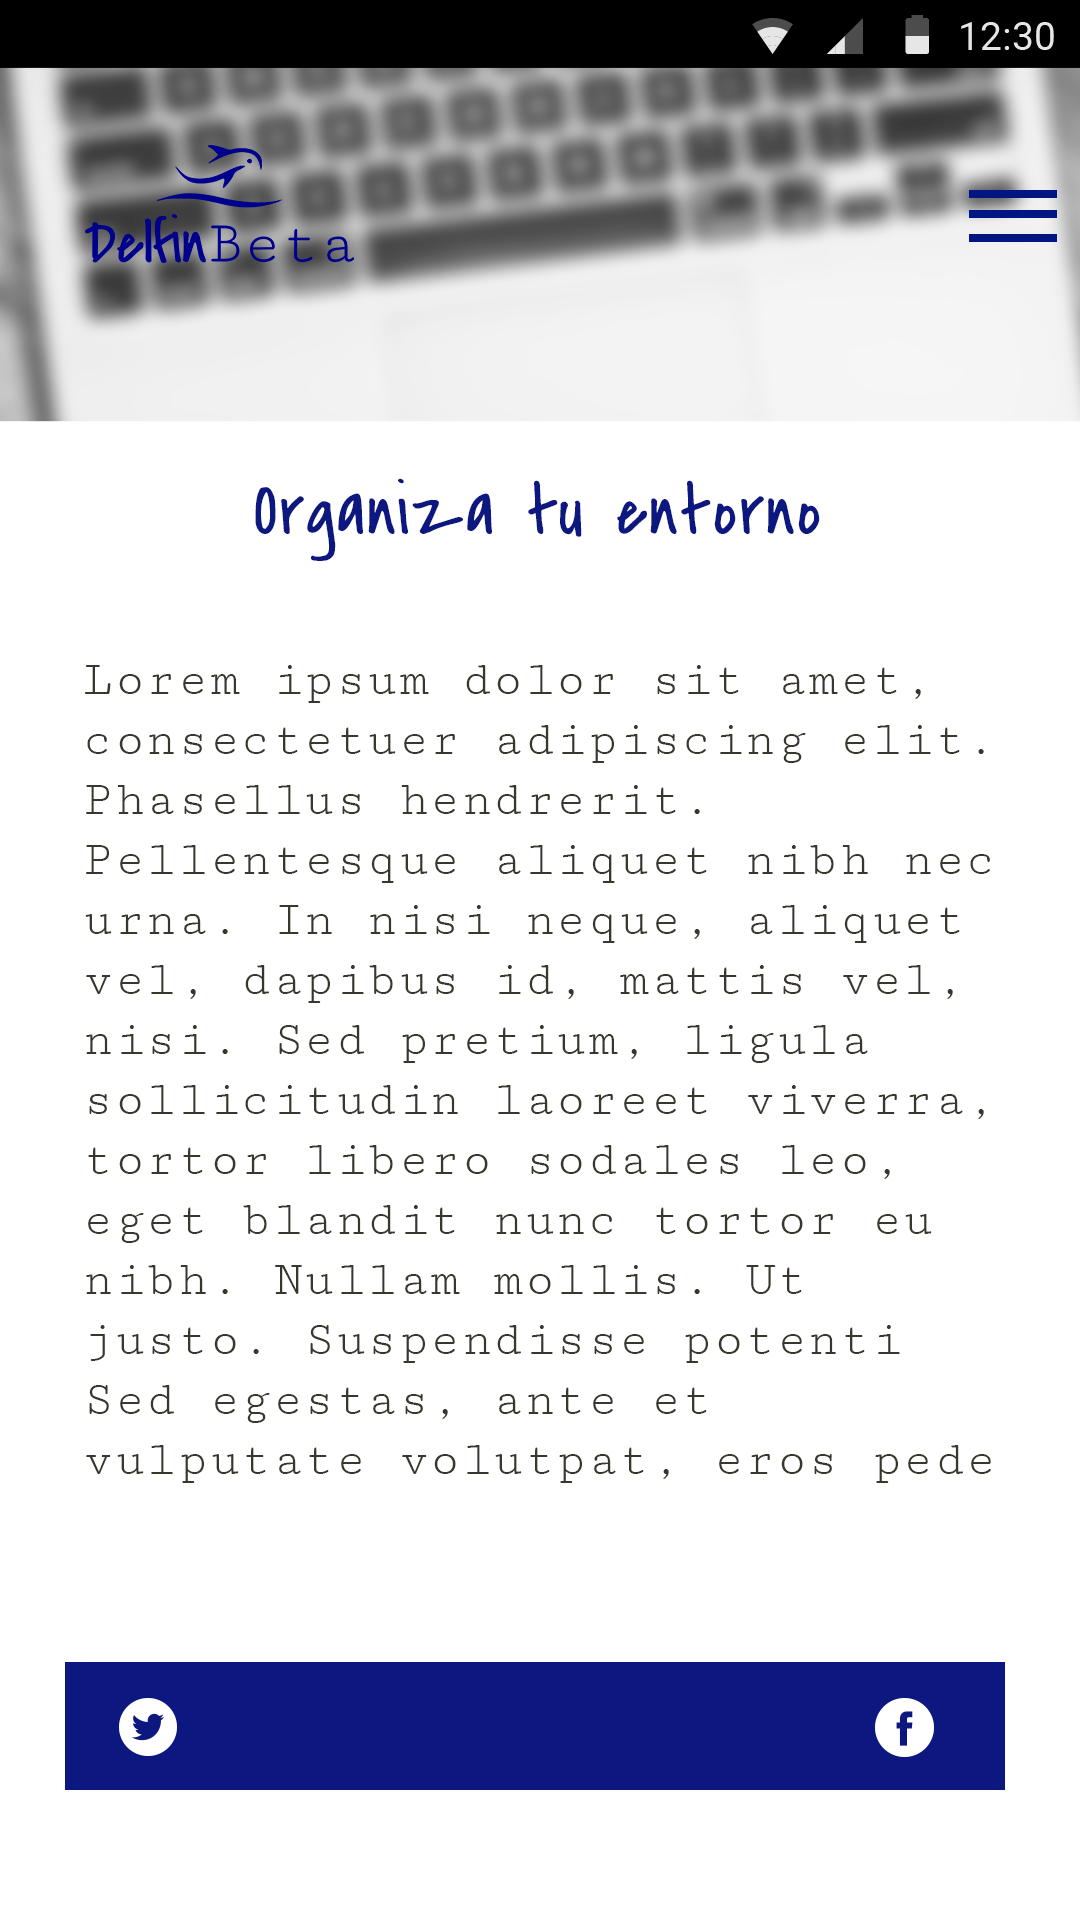 12:30
DelfinBeta
Organiza tu entorno
Lorem ipsum dolor sit amet,
consectetuer adipiscing elit.
Phasellus hendrerit.
Pellentesque aliquet nibh nec
urna. In nisi neque, aliquet
vel, dapibus id, mattis vel,
nisi. Sed pretium, ligula
sollicitudin laoreet viverra,
tortor libero sodales leo,
eget blandit nunc tortor eu
nibh. Nullam mollis. Ut
justo. Suspendisse potenti
Sed egestas, ante et
vulputate volutpat, eros pede